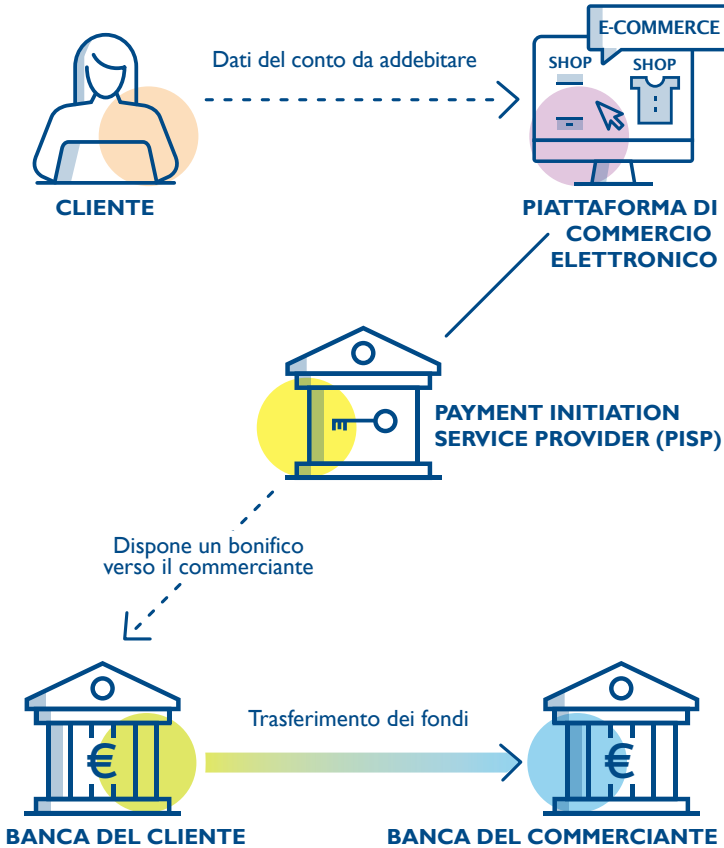 E-COMMERCE
Dati del conto da addebitare
SHOP
SHOP
CLIENTE
PIATTAFORMA DI
COMMERCIO
ELETTRONICO
PAYMENT INITIATION
SERVICE PROVIDER (PISP)
Dispone un bonifico
verso il commerciante
Trasferimento dei fondi
€
€
BANCA DEL CLIENTE
BANCA DEL COMMERCIANTE